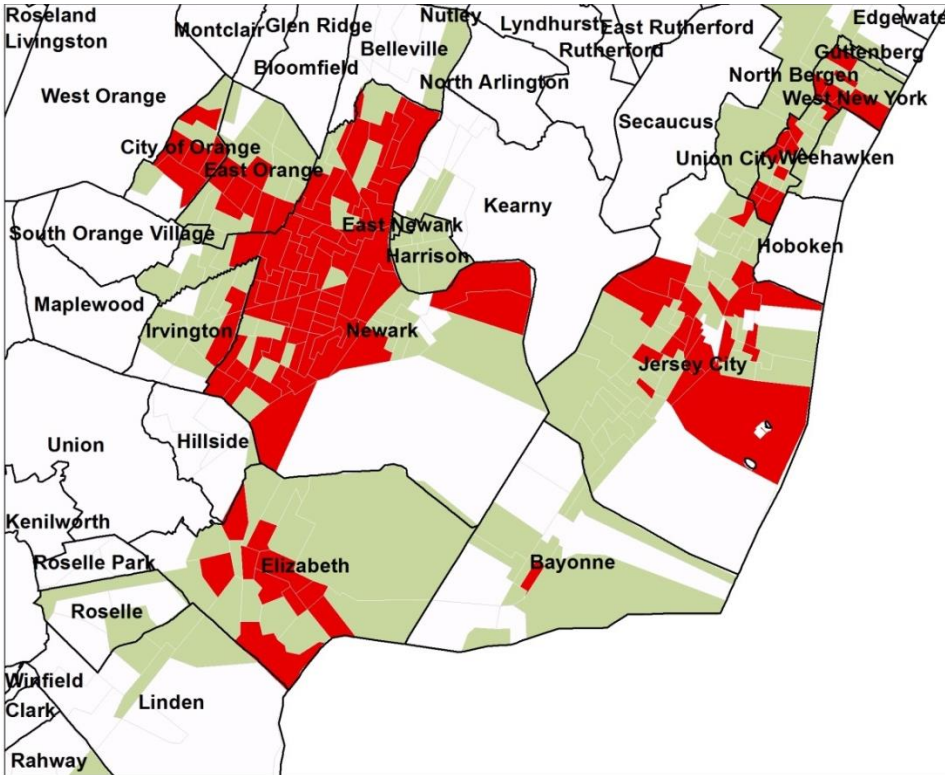 Roseland
Livingston
Montclair
Glen Ridge
Nutley
Lyndhurst
East Rutherford
Rutherford
Edgewate
Belleville
Bloomfield
North Arlington
Guttenberg
North Bergen
West New York
West Orange
Secaucus
City of Orange
East Orange
Union City
Weehawken
Kearny
South Orange Village
East Newark
Harrison
Hoboken
Maplewood
Irvington
Newark
Jersey City
Union
Hillside
Kenilworth
Roselle Park
Elizabeth
Bayonne
Roselle
Winfield
Clark
Linden
Rahway